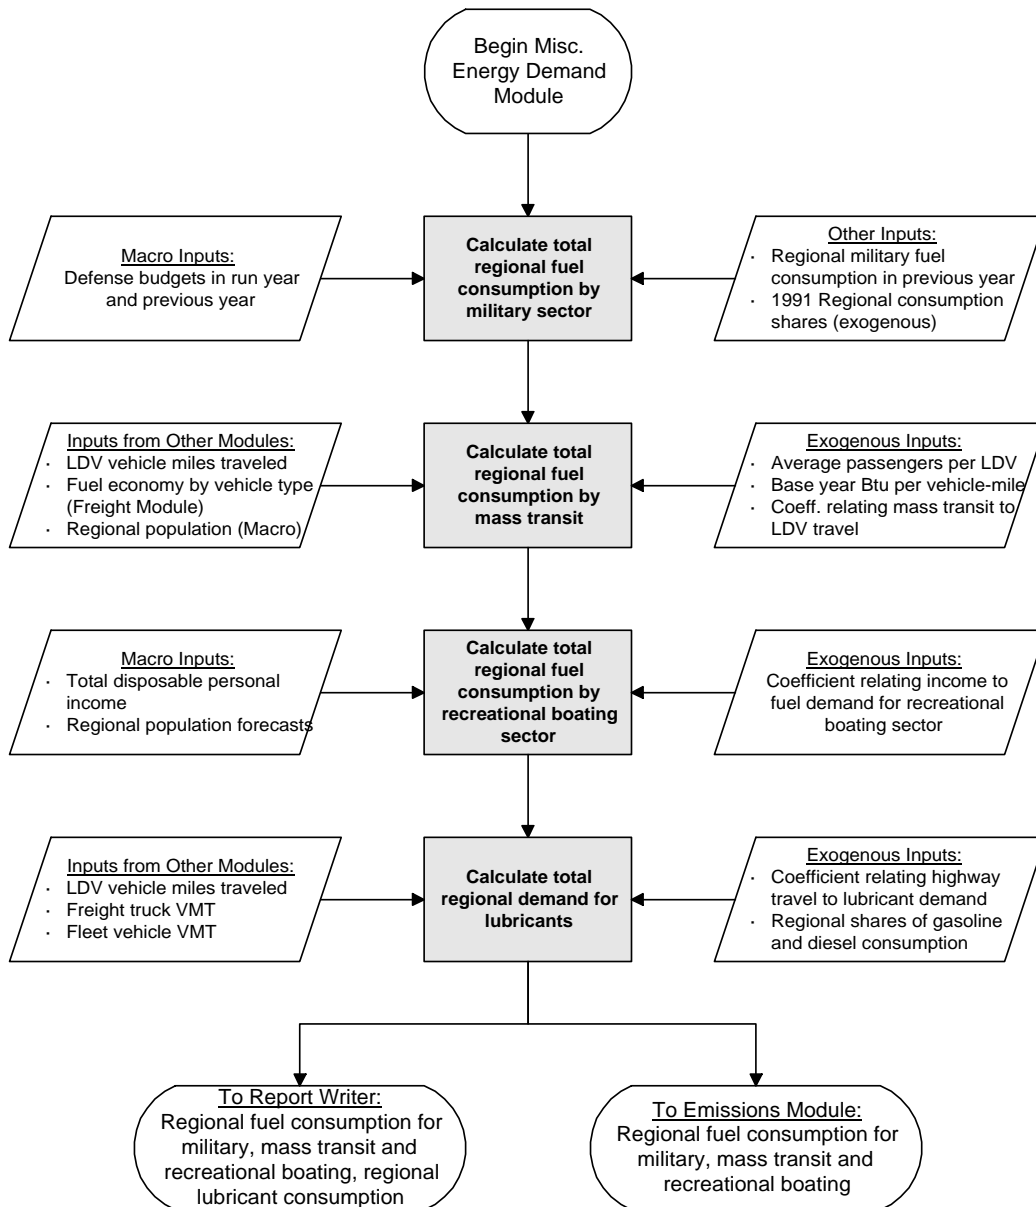 Begin Misc.
Energy Demand
Module
Macro Inputs:
Defense budgets in run year
and previous year
Calculate total
regional fuel
consumption by
military sector
Other Inputs:
· Regional military fuel
consumption in previous year
· 1991 Regional consumption
shares (exogenous)
Inputs from Other Modules:
· LDV vehicle miles traveled
· Fuel economy by vehicle type
(Freight Module)
· Regional population (Macro)
Calculate total
regional fuel
consumption by
mass transit
Exogenous Inputs:
· Average passengers per LDV
· Base year Btu per vehicle-mile
· Coeff. relating mass transit to
LDV travel
Macro Inputs:
· Total disposable personal
income
· Regional population forecasts
Calculate total
regional fuel
consumption by
recreational boating
sector
Exogenous Inputs:
Coefficient relating income to
fuel demand for recreational
boating sector
Inputs from Other Modules:
· LDV vehicle miles traveled
· Freight truck VMT
· Fleet vehicle VMT
Calculate total
regional demand for
lubricants
Exogenous Inputs:
· Coefficient relating highway
travel to lubricant demand
· Regional shares of gasoline
and diesel consumption
To Report Writer:
Regional fuel consumption for
military, mass transit and
recreational boating, regional
lubricant consumption
To Emissions Module:
Regional fuel consumption for
military, mass transit and
recreational boating